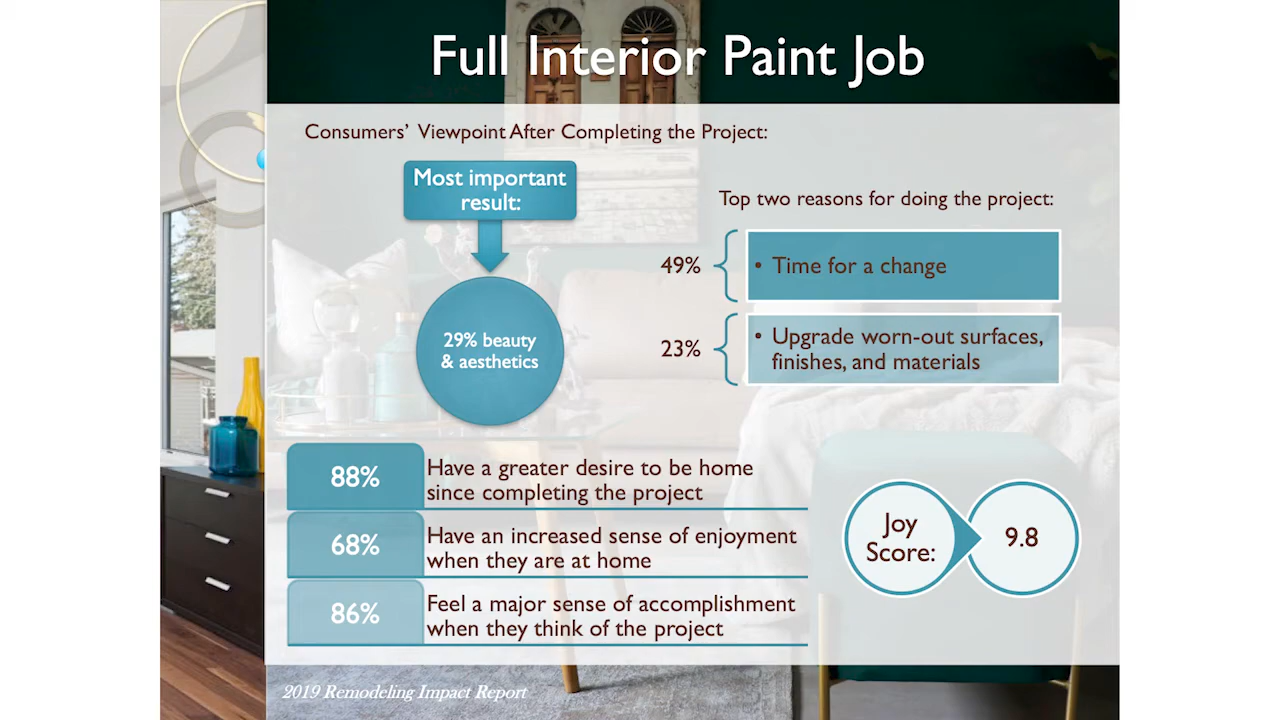 Full Interior Paint Job
Consumers’ Viewpoint After Completing the Project:
Most important
result:
29% beauty
& aesthetics
Top two reasons for doing the project:
49%
• Time for a change
23%
• Upgrade worn-out surfaces,
finishes, and materials
88%
Have a greater desire to be home
since completing the project
68%
Have an increased sense of enjoyment
when they are at home
86%
Feel a major sense of accomplishment
when they think of the project
Joy
Score:
9.8
2019 Remodeling Impact Report